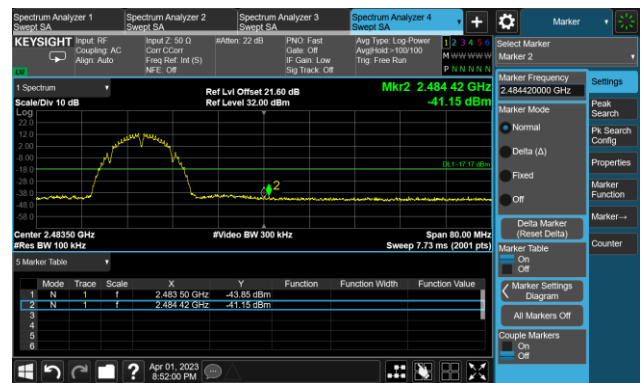 Spectrum Analyzer 1
Swept SA
Spectrum Analyzer 2
Swept SA
Spectrum Analyzer 3
Swept SA
Spectrum Analyzer 4
Swept SA
Marker
KEYSIGHT
Input: RF
Coupling: AC
Align: Auto
Input Z: 50 Ω
Corr CCorr
Freq Ref: Int (S)
NFE: Off
#Atten: 22 dB
PNO: Fast
Gate: Off
IF Gain: Low
Sig Track: Off
Avg Type: Log-Power
Avg|Hold:>100/100
Trig: Free Run
1 2 3 4 5 6
M W W W W W
P N N N N N
LXI
Select Marker
Marker 2
1 Spectrum
Scale/Div 10 dB
Ref Lvl Offset 21.60 dB
Ref Level 32.00 dBm
Mkr2 2.484 42 GHz
-41.15 dBm
Log
22.0
12.0
2.00
-8.00
-18.0
-28.0
-38.0
-48.0
-58.0
DL1 -17.17 dBm
2
Center 2.48350 GHz
#Res BW 100 kHz
#Video BW 300 kHz
Span 80.00 MHz
Sweep 7.73 ms (2001 pts)
5 Marker Table
Mode Trace Scale X Y Function Function Width Function Value
1 N 1 f 2.483 50 GHz -43.85 dBm
2 N 1 f 2.484 42 GHz -41.15 dBm
3
4
5
6
Marker Frequency
2.484420000 GHz
Marker Mode
Normal
Delta (Δ)
Fixed
Off
Delta Marker
(Reset Delta)
Marker Table
On
Off
Marker Settings
Diagram
All Markers Off
Couple Markers
On
Off
Settings
Peak
Search
Pk Search
Config
Properties
Marker
Function
Marker→
Counter
?
Apr 01, 2023
8:52:00 PM